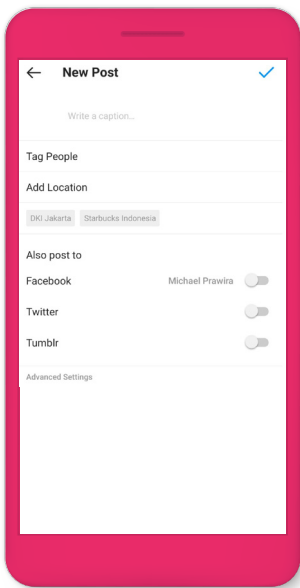 New Post
Write a caption...
Tag People
Add Location
DKI Jakarta Starbucks Indonesia
Also post to
Facebook Michael Prawira
Twitter
Tumblr
Advanced Settings